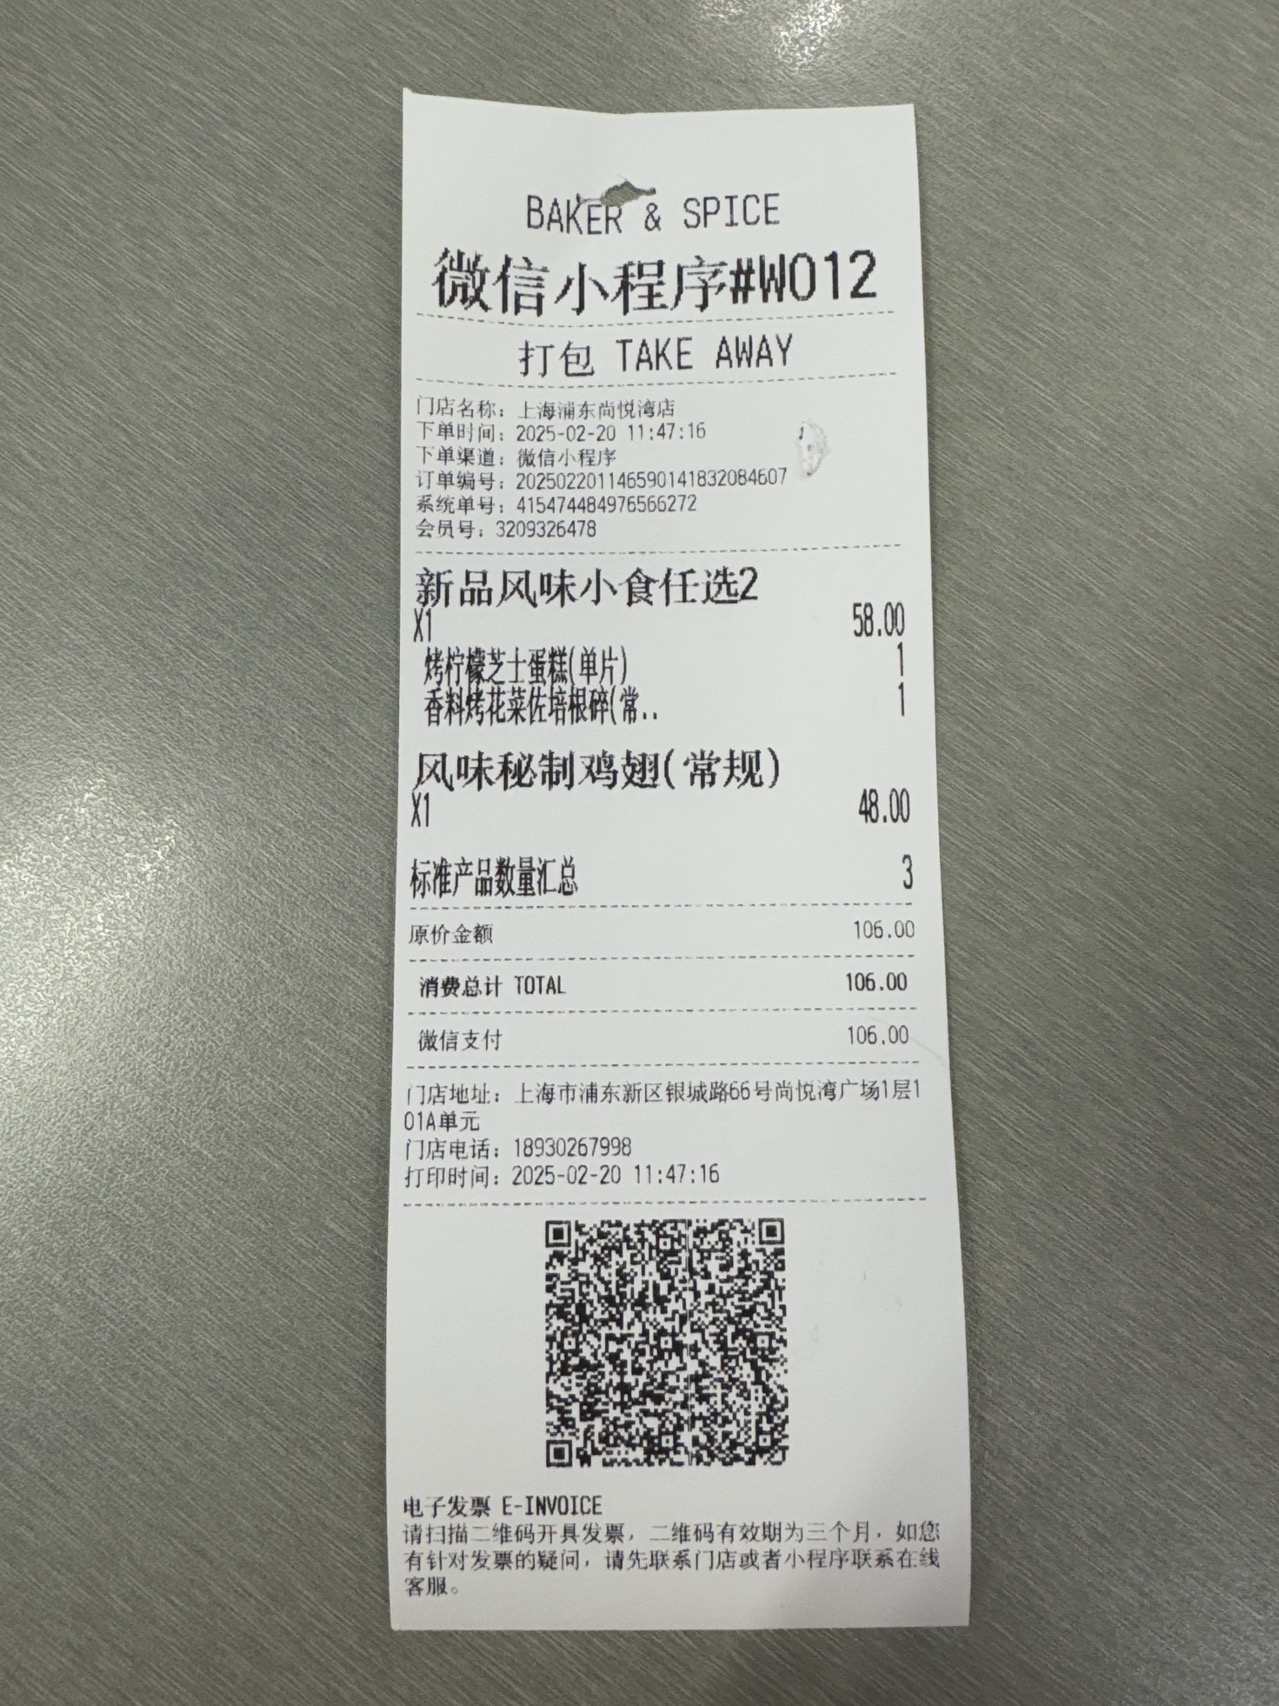 BAKER & SPICE
微信小程序#W012
打包 TAKE AWAY
门店名称：上海浦东尚悦湾店
下单时间：2025-02-20 11:47:16
下单渠道：微信小程序
订单编号：202502201146590141832084607
系统单号：415474484976566272
会员号：3209326478
新品风味小食任选2
X1 58.00
烤柠檬芝士蛋糕(单片) 1
香料烤花菜佐培根碎(常.. 1
风味秘制鸡翅(常规)
X1 48.00
标准产品数量汇总 3
原价金额 106.00
消费总计 TOTAL 106.00
微信支付 106.00
门店地址：上海市浦东新区银城路66号尚悦湾广场1层1
01A单元
门店电话：18930267998
打印时间：2025-02-20 11:47:16
电子发票 E-INVOICE
请扫描二维码开具发票，二维码有效期为三个月，如您
有针对发票的疑问，请先联系门店或者小程序联系在线
客服。